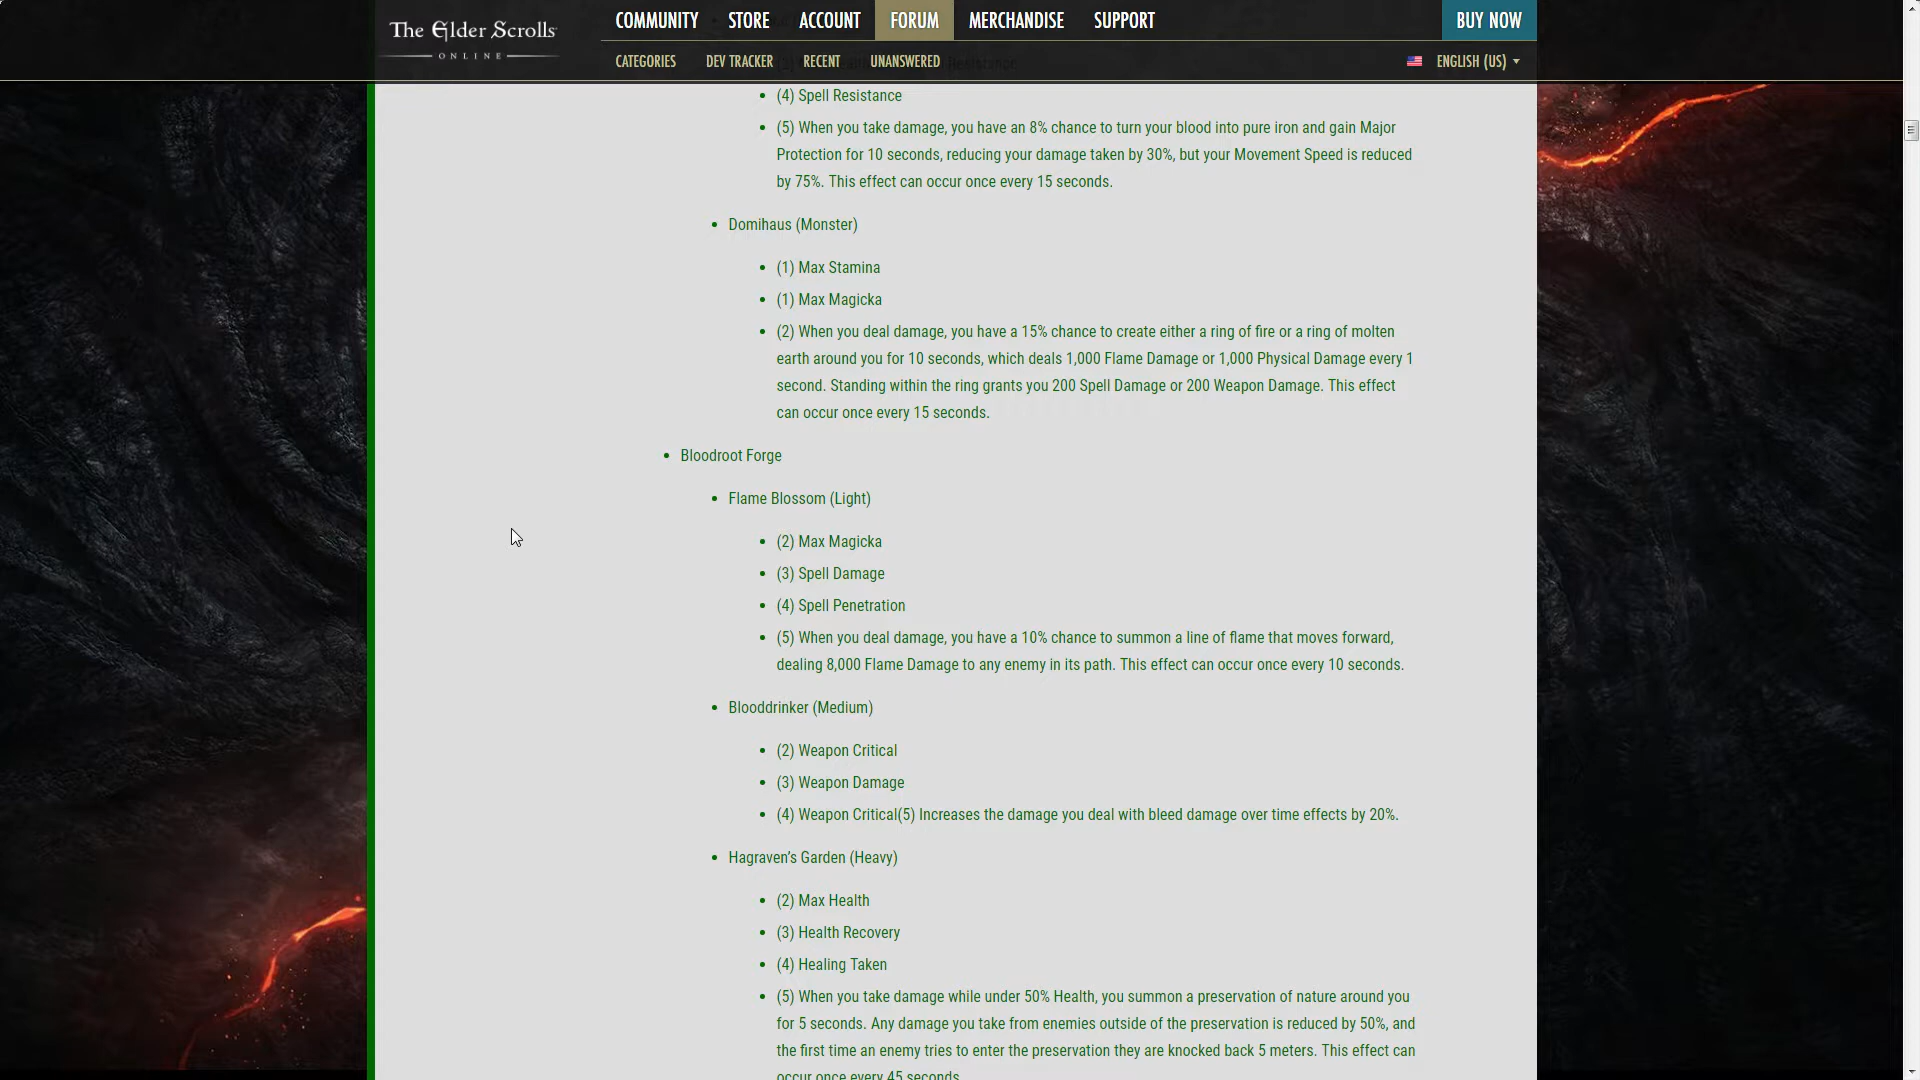 The Elder Scrolls
ONLINE
COMMUNITY STORE ACCOUNT FORUM MERCHANDISE SUPPORT BUY NOW
CATEGORIES DEV TRACKER RECENT UNANSWERED ENGLISH (US)
(4) Spell Resistance
(5) When you take damage, you have an 8% chance to turn your blood into pure iron and gain Major
Protection for 10 seconds, reducing your damage taken by 30%, but your Movement Speed is reduced
by 75%. This effect can occur once every 15 seconds.
Domihaus (Monster)
(1) Max Stamina
(1) Max Magicka
(2) When you deal damage, you have a 15% chance to create either a ring of fire or a ring of molten
earth around you for 10 seconds, which deals 1,000 Flame Damage or 1,000 Physical Damage every 1
second. Standing within the ring grants you 200 Spell Damage or 200 Weapon Damage. This effect
can occur once every 15 seconds.
Bloodroot Forge
Flame Blossom (Light)
(2) Max Magicka
(3) Spell Damage
(4) Spell Penetration
(5) When you deal damage, you have a 10% chance to summon a line of flame that moves forward,
dealing 8,000 Flame Damage to any enemy in its path. This effect can occur once every 10 seconds.
Blooddrinker (Medium)
(2) Weapon Critical
(3) Weapon Damage
(4) Weapon Critical(5) Increases the damage you deal with bleed damage over time effects by 20%.
Hagraven's Garden (Heavy)
(2) Max Health
(3) Health Recovery
(4) Healing Taken
(5) When you take damage while under 50% Health, you summon a preservation of nature around you
for 5 seconds. Any damage you take from enemies outside of the preservation is reduced by 50%, and
the first time an enemy tries to enter the preservation they are knocked back 5 meters. This effect can
occur once every 45 seconds.